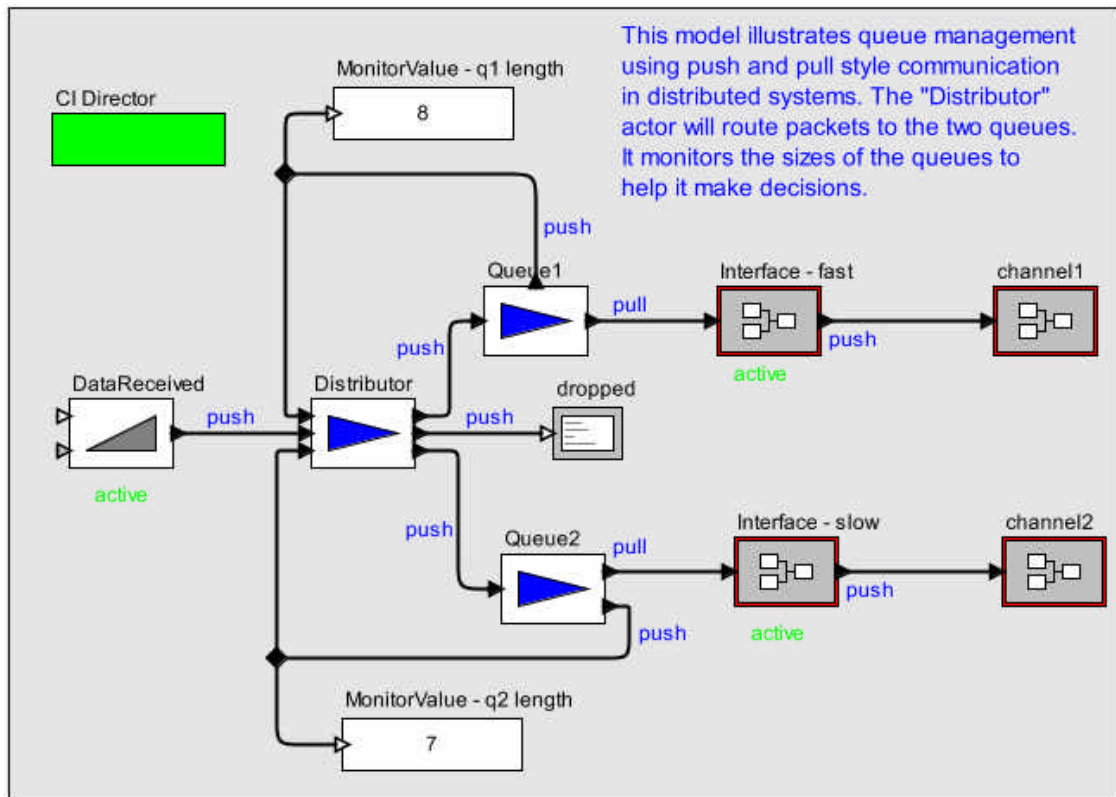 This model illustrates queue management
using push and pull style communication
in distributed systems. The "Distributor"
actor will route packets to the two queues.
It monitors the sizes of the queues to
help it make decisions.
MonitorValue - q1 length
8
CI Director
push
Queue1
Interface - fast
channel1
pull
push
push
active
DataReceived
Distributor
dropped
push
push
active
push
Queue2
Interface - slow
channel2
pull
push
push
active
MonitorValue - q2 length
7